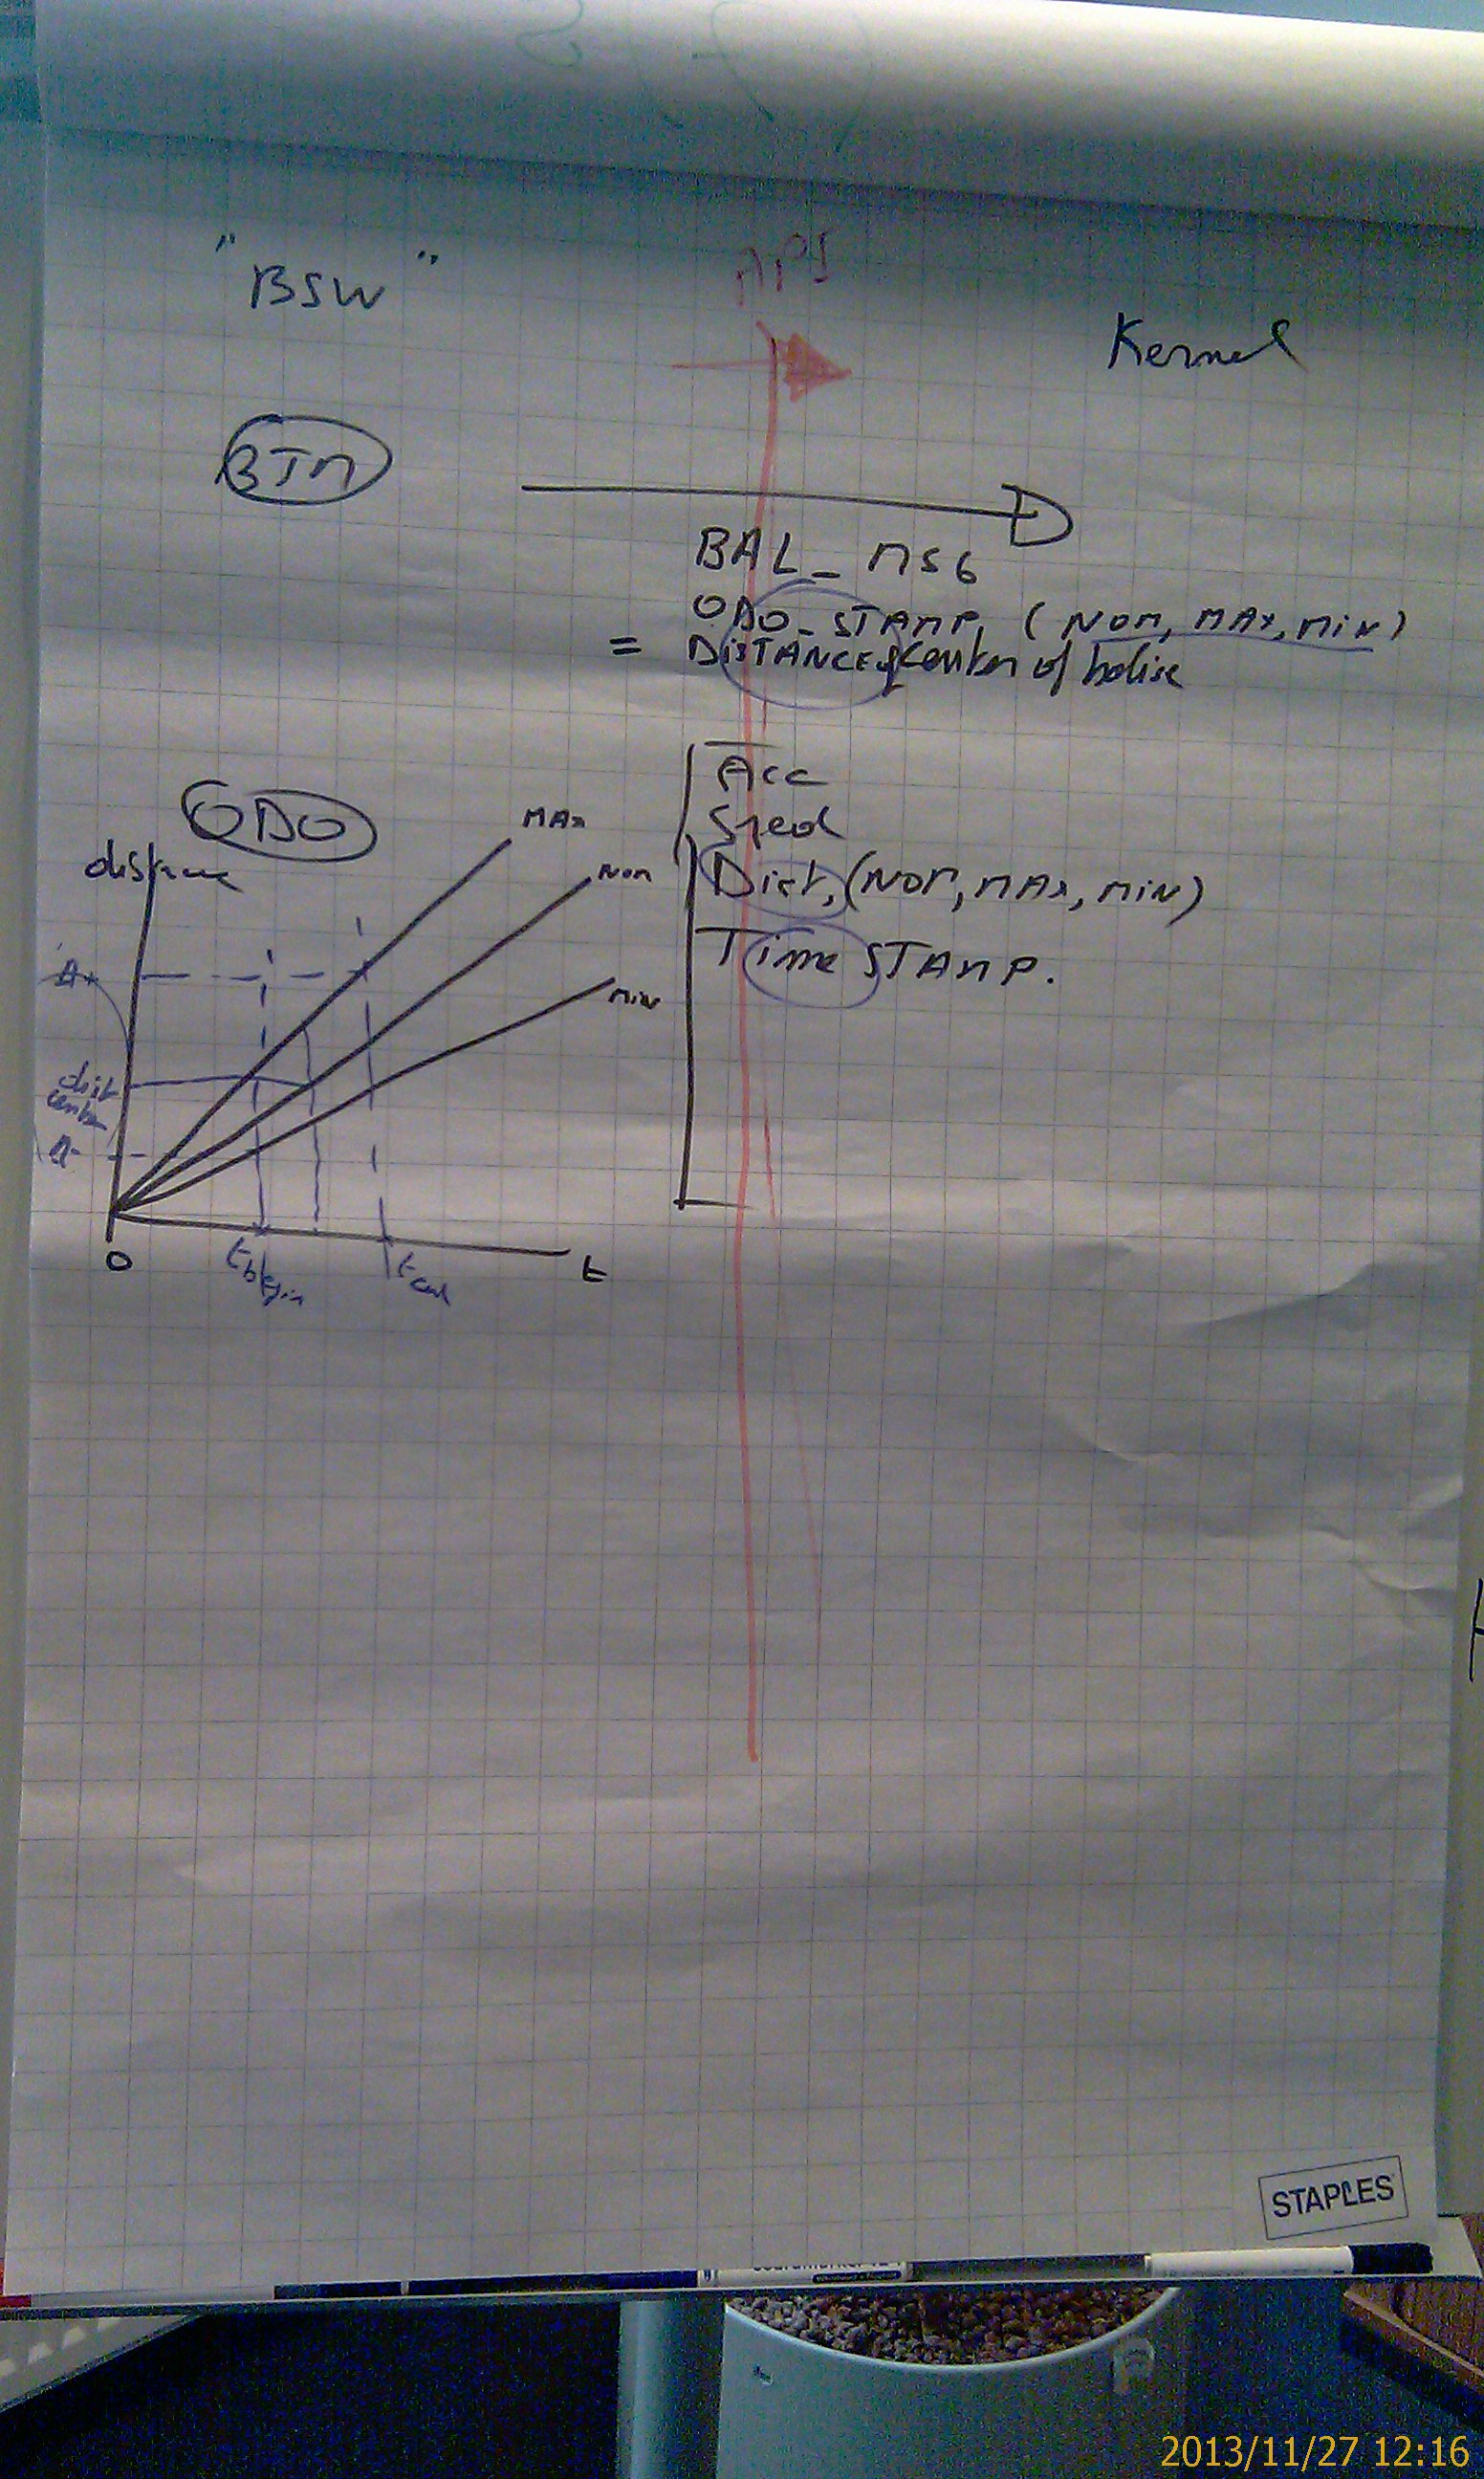 "BSW"
API
Kernel
BTM
BAL_MSG
ODO_STAMP, (NOM, MAX, MIN)
= DISTANCE center of balise
ODO
distance
MAX
NOM
MIN
dist
center
0
t begin
t
Acc
Speed
Dist, (NOM, MAX, MIN)
Time STAMP.
STAPLES
2013/11/27 12:16